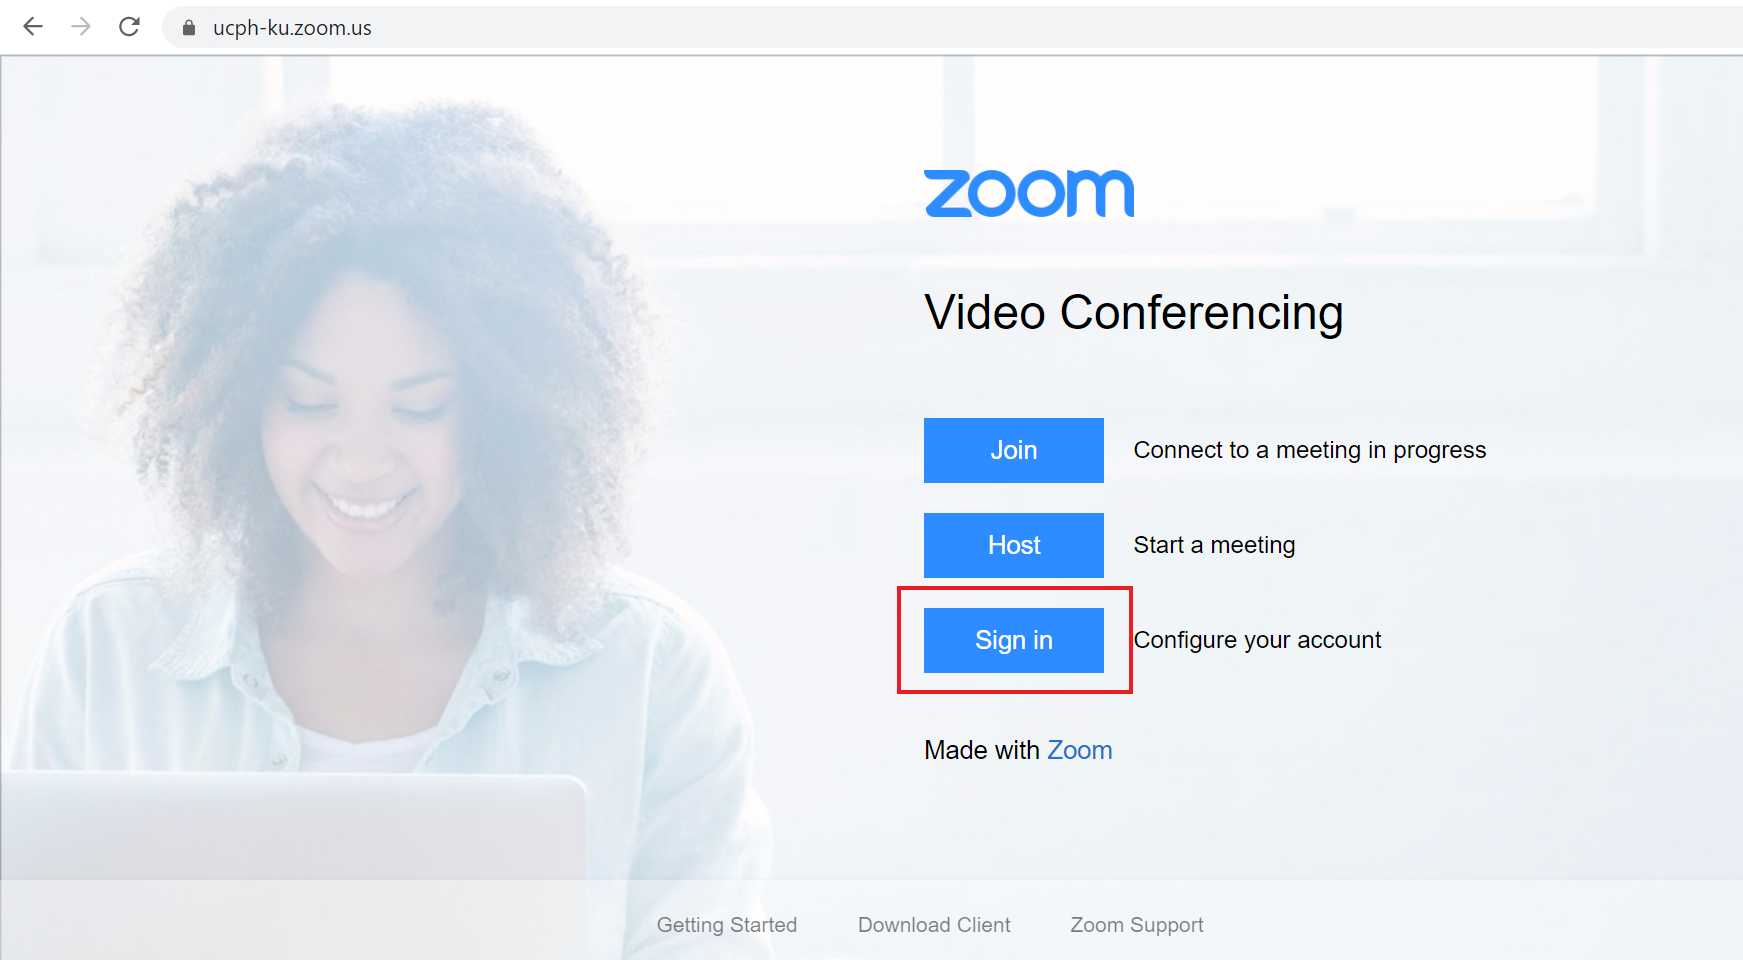 ucph-ku.zoom.us
zoom
Video Conferencing
Join Connect to a meeting in progress
Host Start a meeting
Sign in Configure your account
Made with Zoom
Getting Started Download Client Zoom Support